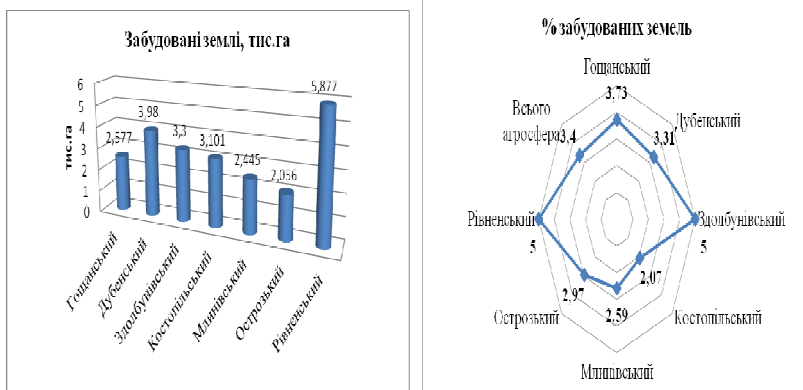 Забудовані землі, тис.га
тис.га
6
5
4
3
2
1
0
2,577
3,98
3,3
3,101
2,445
2,056
5,877
Гощанський
Дубенський
Здолбунівський
Костопільський
Млинівський
Острозький
Рівненський
% забудованих земель
Гощанський
3,73
Дубенський
3,31
Здолбунівський
5
Костопільський
2,07
Млинівський
2,59
Острозький
2,97
Рівненський
5
Всього
агросфера
3,4